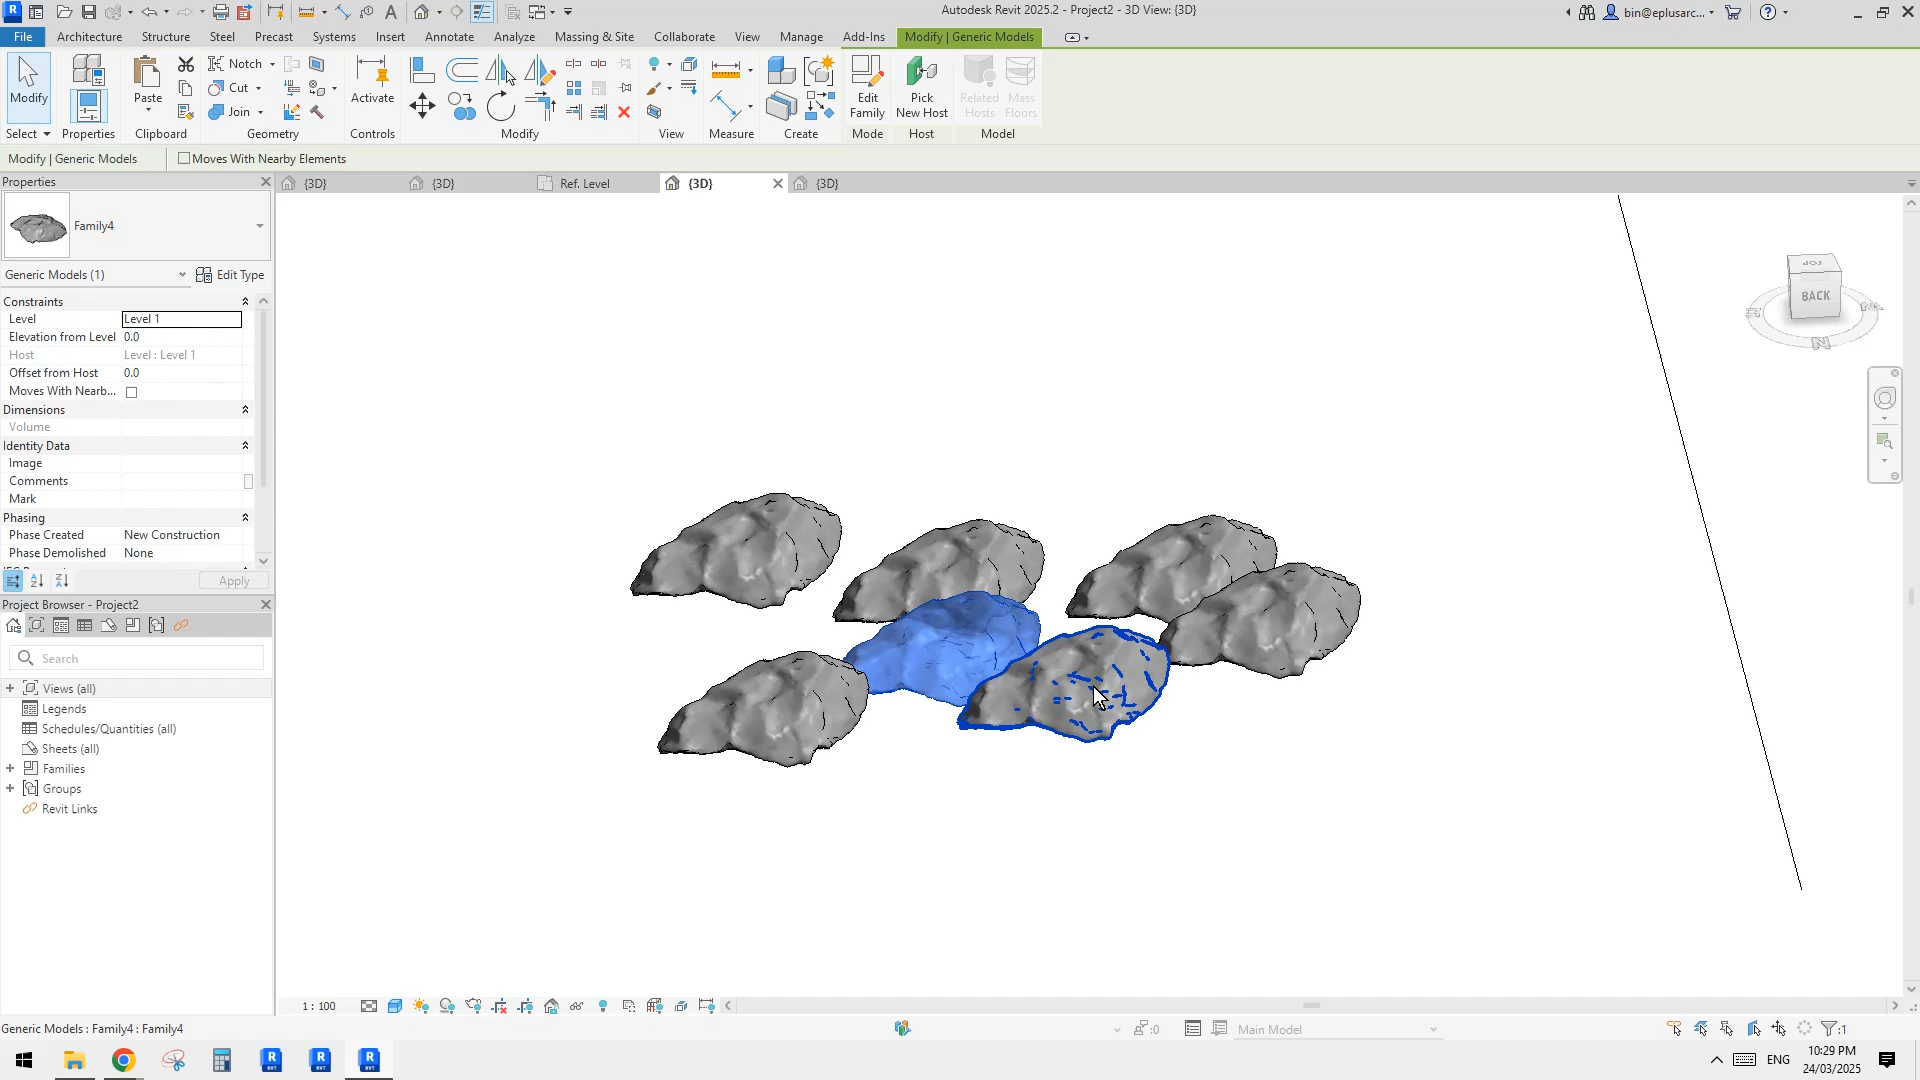 Autodesk Revit 2025.2 - Project2 - 3D View: {3D}
bin@eplusarc...
File
Architecture
Structure
Steel
Precast
Systems
Insert
Annotate
Analyze
Massing & Site
Collaborate
View
Manage
Add-Ins
Modify | Generic Models
Modify
Paste
Notch
Cut
Join
Activate
Edit
Family
Pick
New Host
Related
Hosts
Mass
Floors
Select
Properties
Clipboard
Geometry
Controls
Modify
View
Measure
Create
Mode
Host
Model
Modify | Generic Models
Moves With Nearby Elements
Properties
{3D}
{3D}
Ref. Level
{3D}
{3D}
Family4
Generic Models (1)
Edit Type
Constraints
Level
Level 1
Elevation from Level
0.0
Host
Level : Level 1
Offset from Host
0.0
Moves With Nearb...
Dimensions
Volume
Identity Data
Image
Comments
Mark
Phasing
Phase Created
New Construction
Phase Demolished
None
Apply
Project Browser - Project2
Search
Views (all)
Legends
Schedules/Quantities (all)
Sheets (all)
Families
Groups
Revit Links
TOP
BACK
N
1 : 100
Generic Models : Family4 : Family4
:0
Main Model
:1
ENG
10:29 PM
24/03/2025